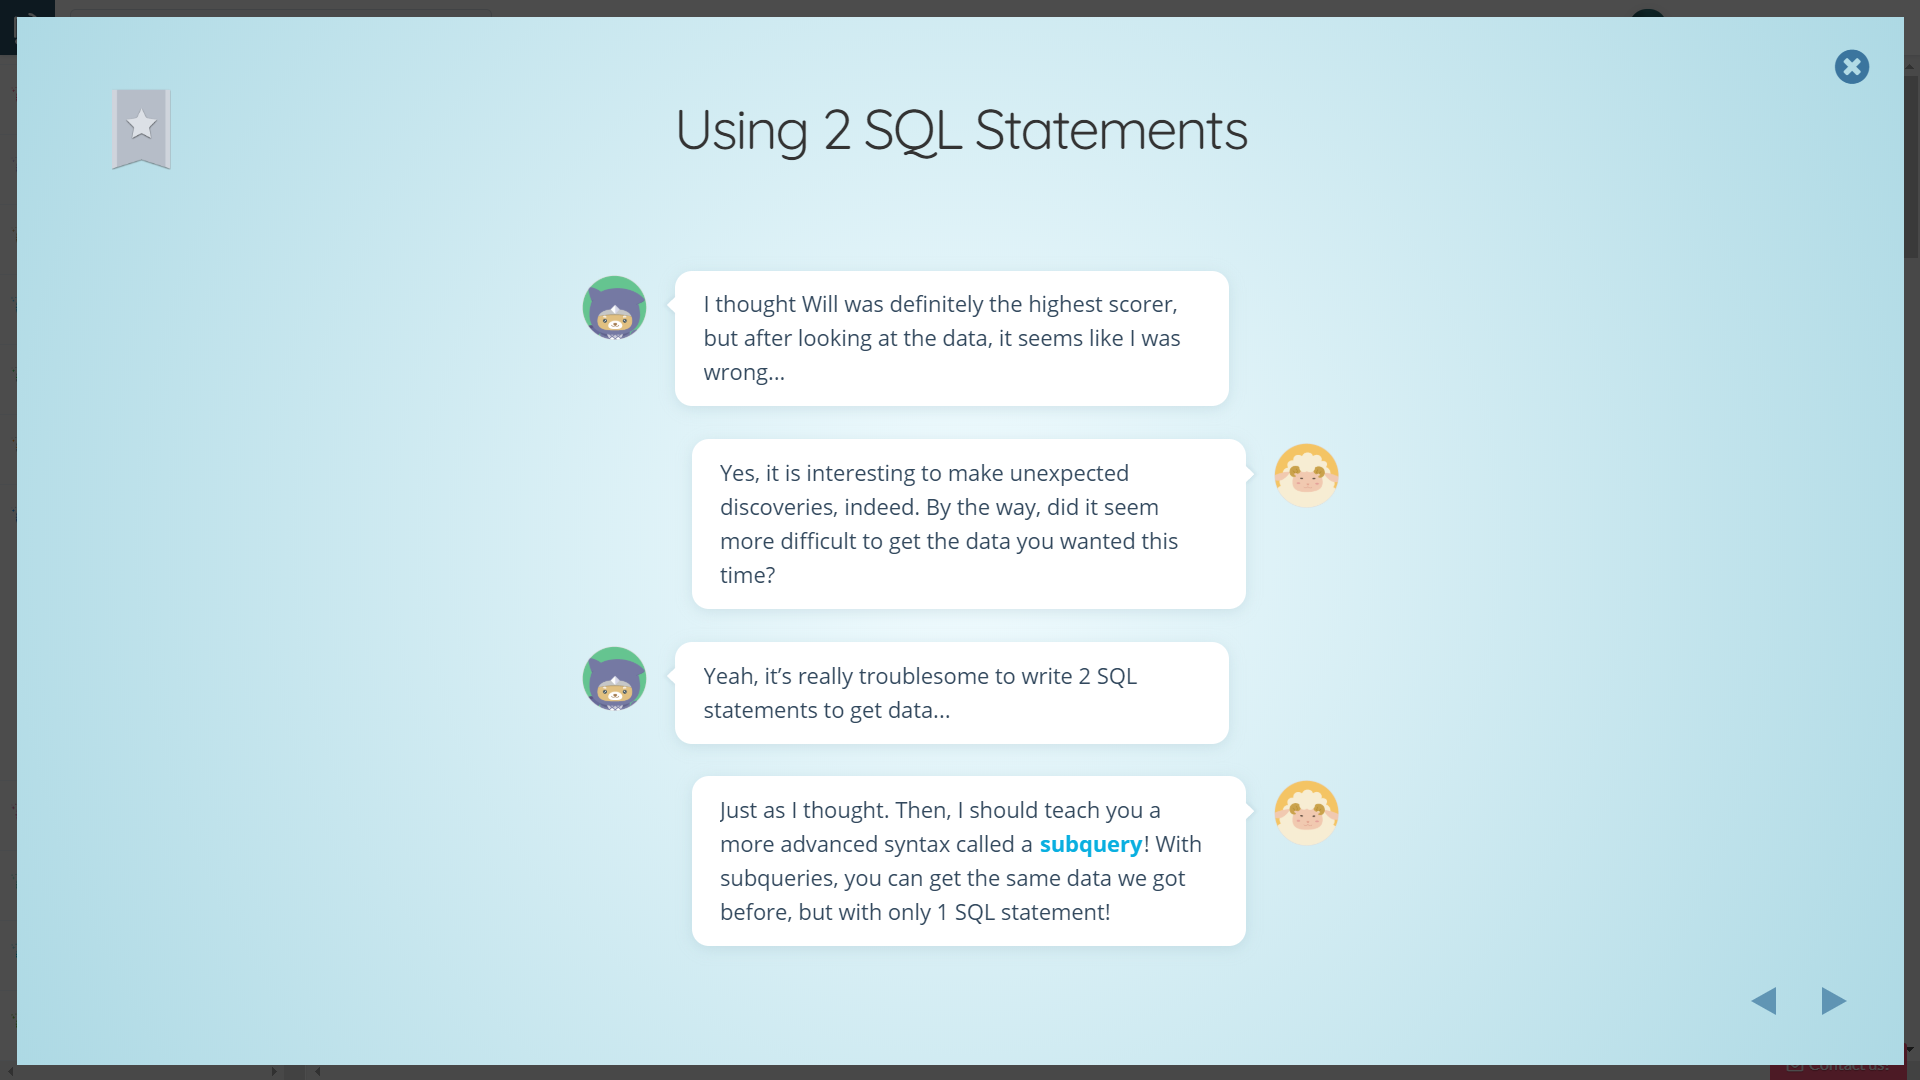 Using 2 SQL Statements
I thought Will was definitely the highest scorer,
but after looking at the data, it seems like I was
wrong...
Yes, it is interesting to make unexpected
discoveries, indeed. By the way, did it seem
more difficult to get the data you wanted this
time?
Yeah, it’s really troublesome to write 2 SQL
statements to get data...
Just as I thought. Then, I should teach you a
more advanced syntax called a subquery! With
subqueries, you can get the same data we got
before, but with only 1 SQL statement!
Contact us!